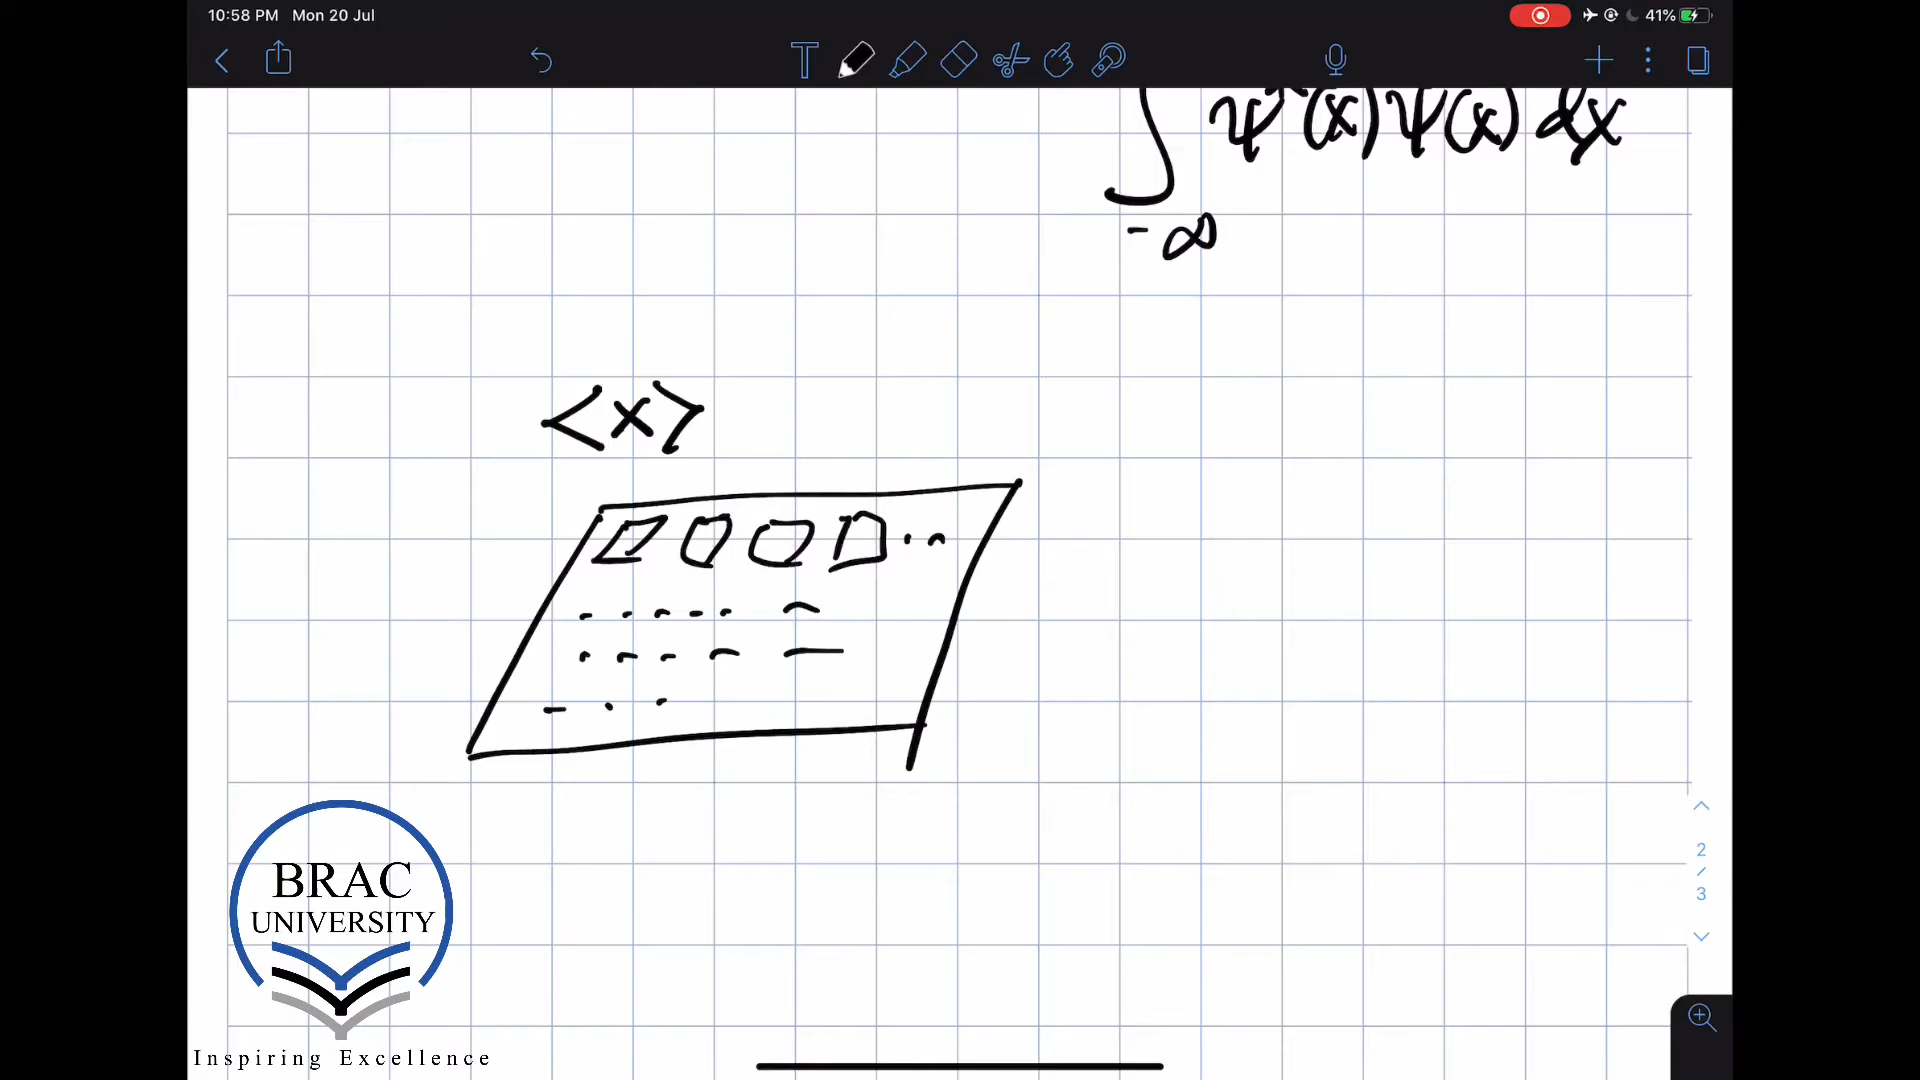 10:58 PM Mon 20 Jul
41%
T
∫ ψ*(x) ψ(x) dx
-∞
<x>
2
/
3
BRAC
UNIVERSITY
Inspiring Excellence